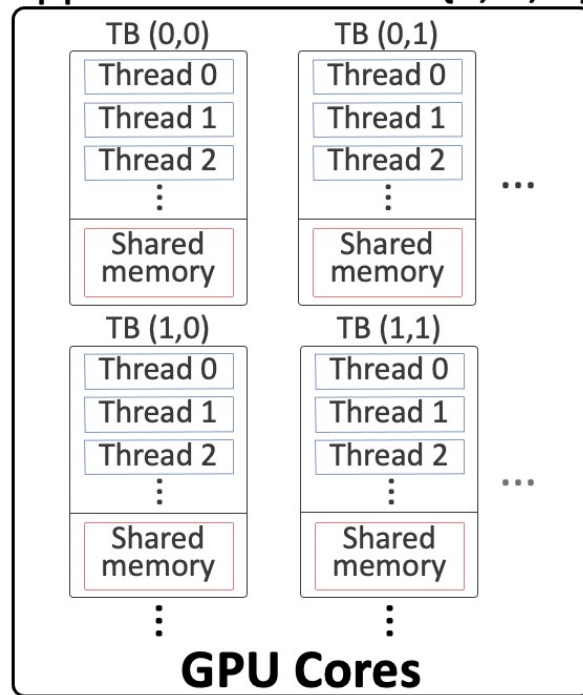 TB (0,0) TB (0,1)
Thread 0 Thread 0
Thread 1 Thread 1
Thread 2 Thread 2
⋮ ⋮ ...
Shared memory Shared memory
TB (1,0) TB (1,1)
Thread 0 Thread 0
Thread 1 Thread 1
Thread 2 Thread 2
⋮ ⋮ ...
Shared memory Shared memory
⋮ ⋮
GPU Cores